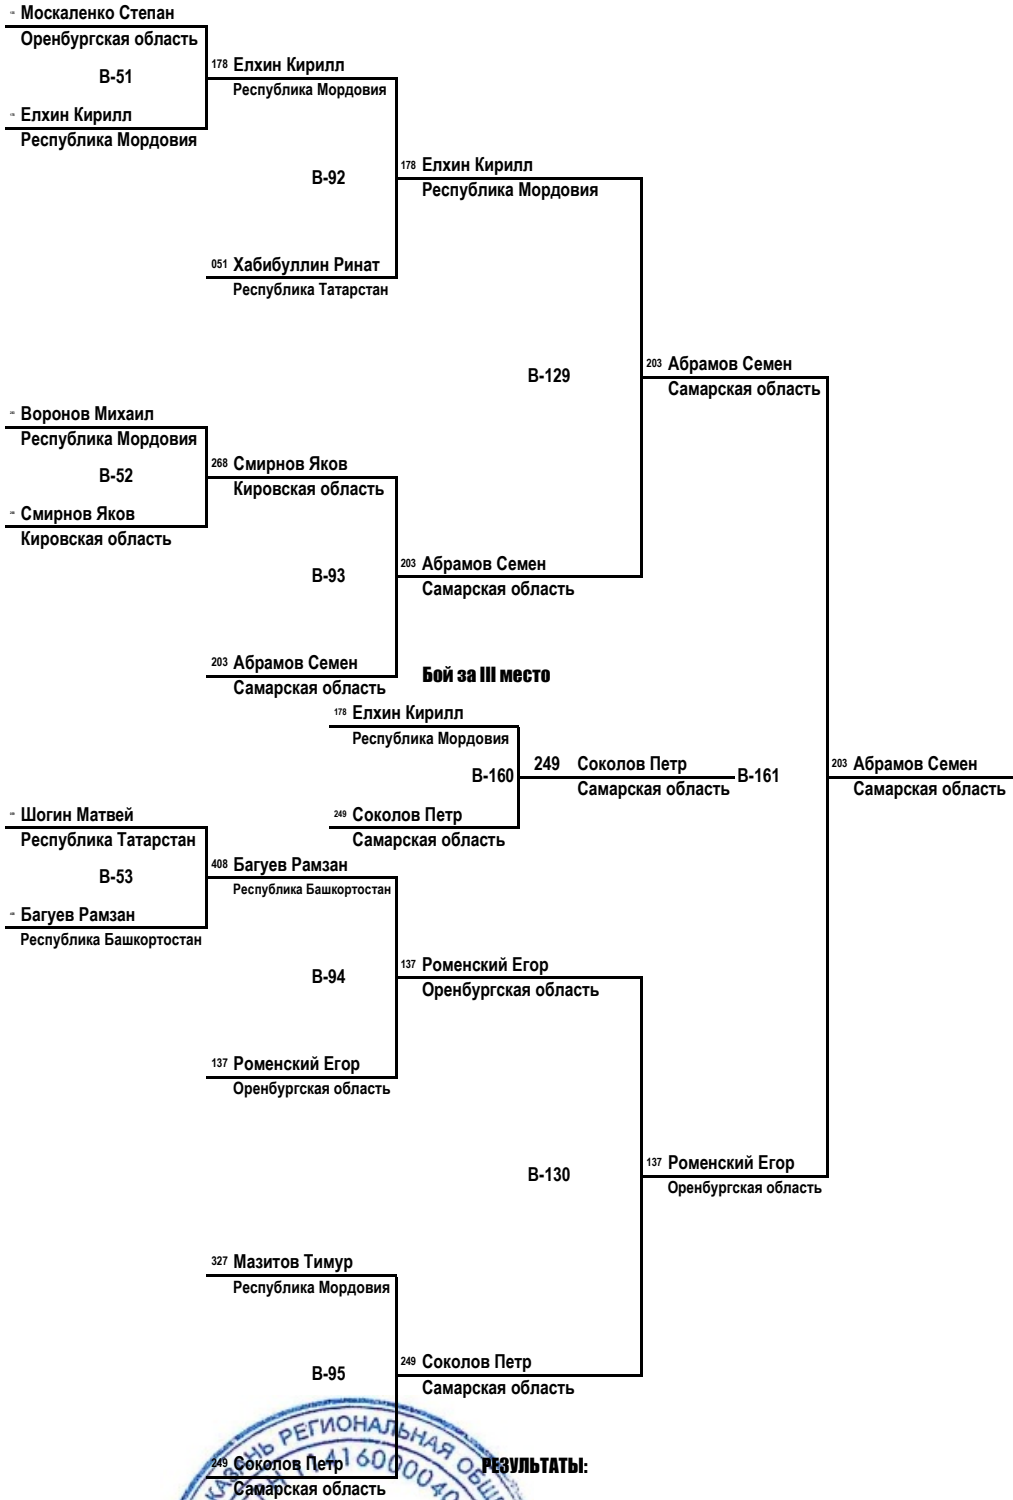 Москаленко Степан
Оренбургская область
В-51
178 Елхин Кирилл
Республика Мордовия
Елхин Кирилл
Республика Мордовия
178 Елхин Кирилл
Республика Мордовия
В-92
051 Хабибуллин Ринат
Республика Татарстан
В-129
203 Абрамов Семен
Самарская область
Воронов Михаил
Республика Мордовия
В-52
268 Смирнов Яков
Кировская область
Смирнов Яков
Кировская область
В-93
203 Абрамов Семен
Самарская область
203 Абрамов Семен
Самарская область
Бой за III место
178 Елхин Кирилл
Республика Мордовия
В-160
249 Соколов Петр
Самарская область
В-161
203 Абрамов Семен
Самарская область
249 Соколов Петр
Самарская область
Шогин Матвей
Республика Татарстан
В-53
408 Багуев Рамзан
Республика Башкортостан
Багуев Рамзан
Республика Башкортостан
В-94
137 Роменский Егор
Оренбургская область
137 Роменский Егор
Оренбургская область
В-130
137 Роменский Егор
Оренбургская область
327 Мазитов Тимур
Республика Мордовия
В-95
249 Соколов Петр
Самарская область
249 Соколов Петр
Самарская область
РЕЗУЛЬТАТЫ:
РЕГИОНАЛЬНАЯ